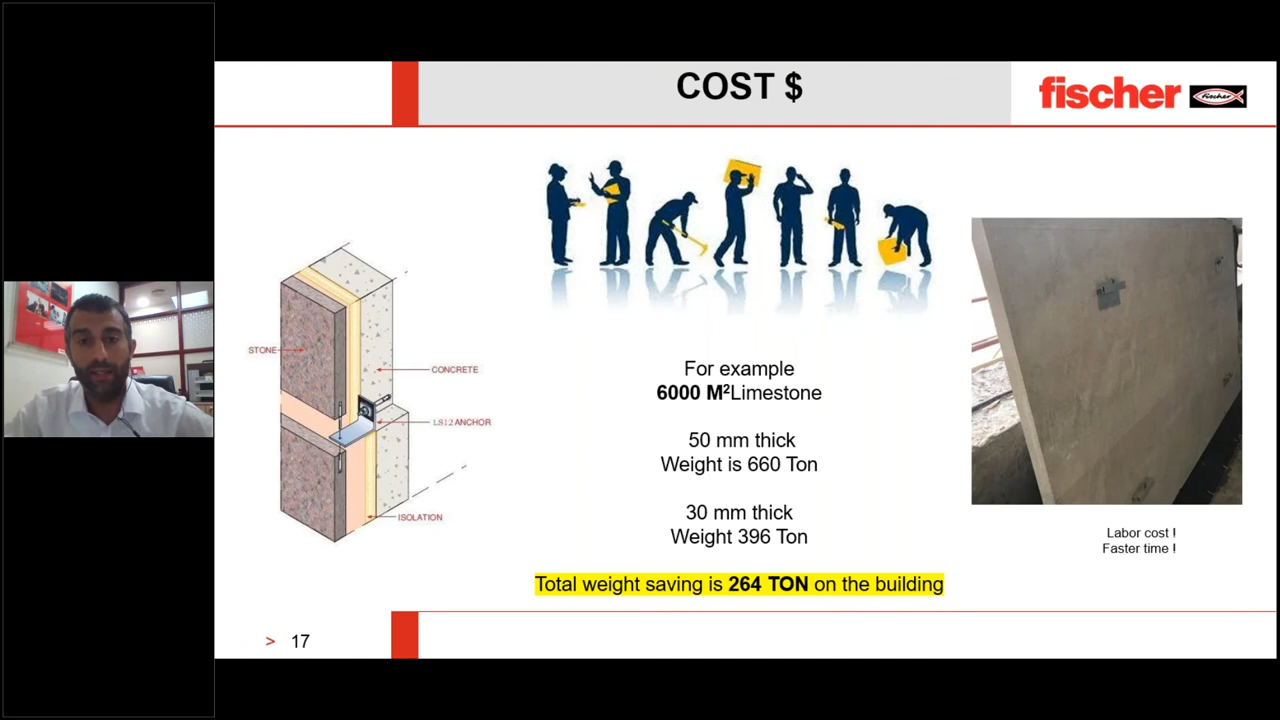 COST $
fischer
fischer
STONE
CONCRETE
LS12 ANCHOR
ISOLATION
For example
6000 M²Limestone
50 mm thick
Weight is 660 Ton
30 mm thick
Weight 396 Ton
Total weight saving is 264 TON on the building
Labor cost !
Faster time !
> 17